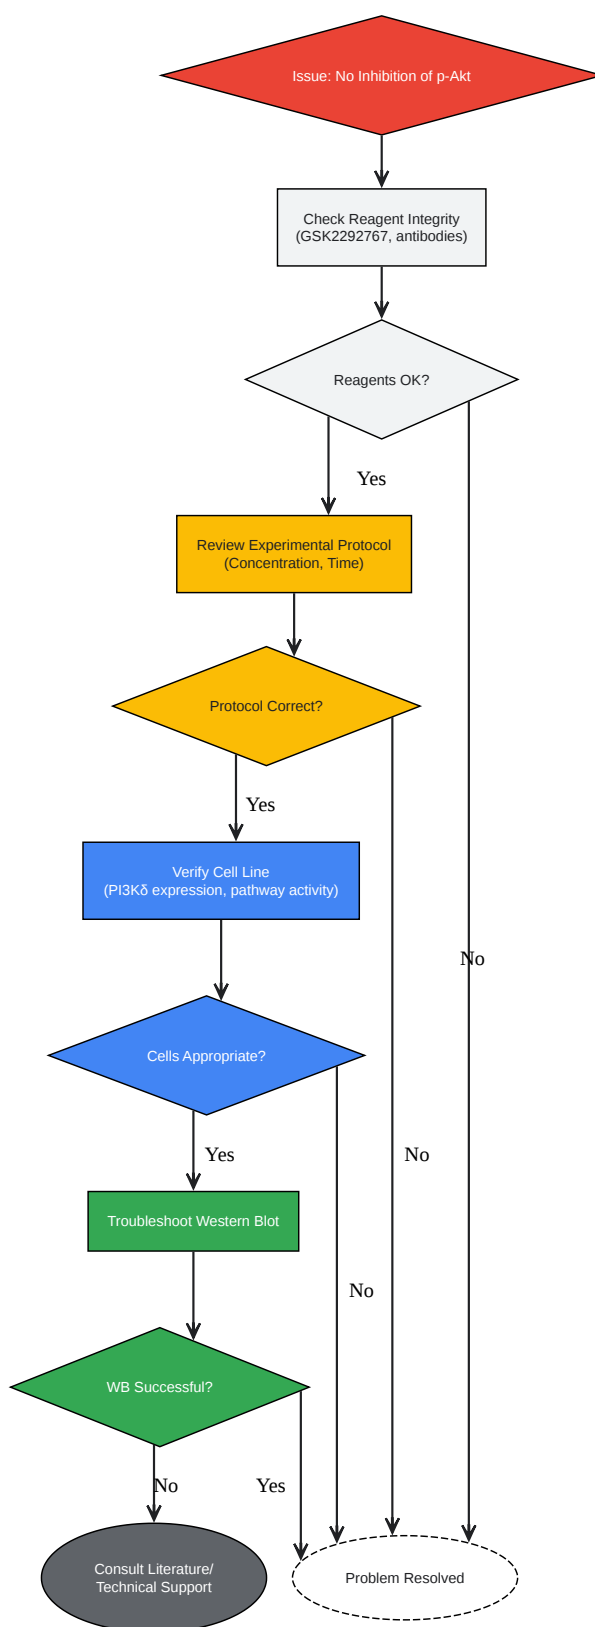 Issue: No Inhibition of p-Akt
Check Reagent Integrity
(GSK2292767, antibodies)
Reagents OK?
Yes
Review Experimental Protocol
(Concentration, Time)
Protocol Correct?
Yes
Verify Cell Line
(PI3Kδ expression, pathway activity)
No
Cells Appropriate?
Yes
No
Troubleshoot Western Blot
No
WB Successful?
No
Yes
Consult Literature/
Technical Support
Problem Resolved